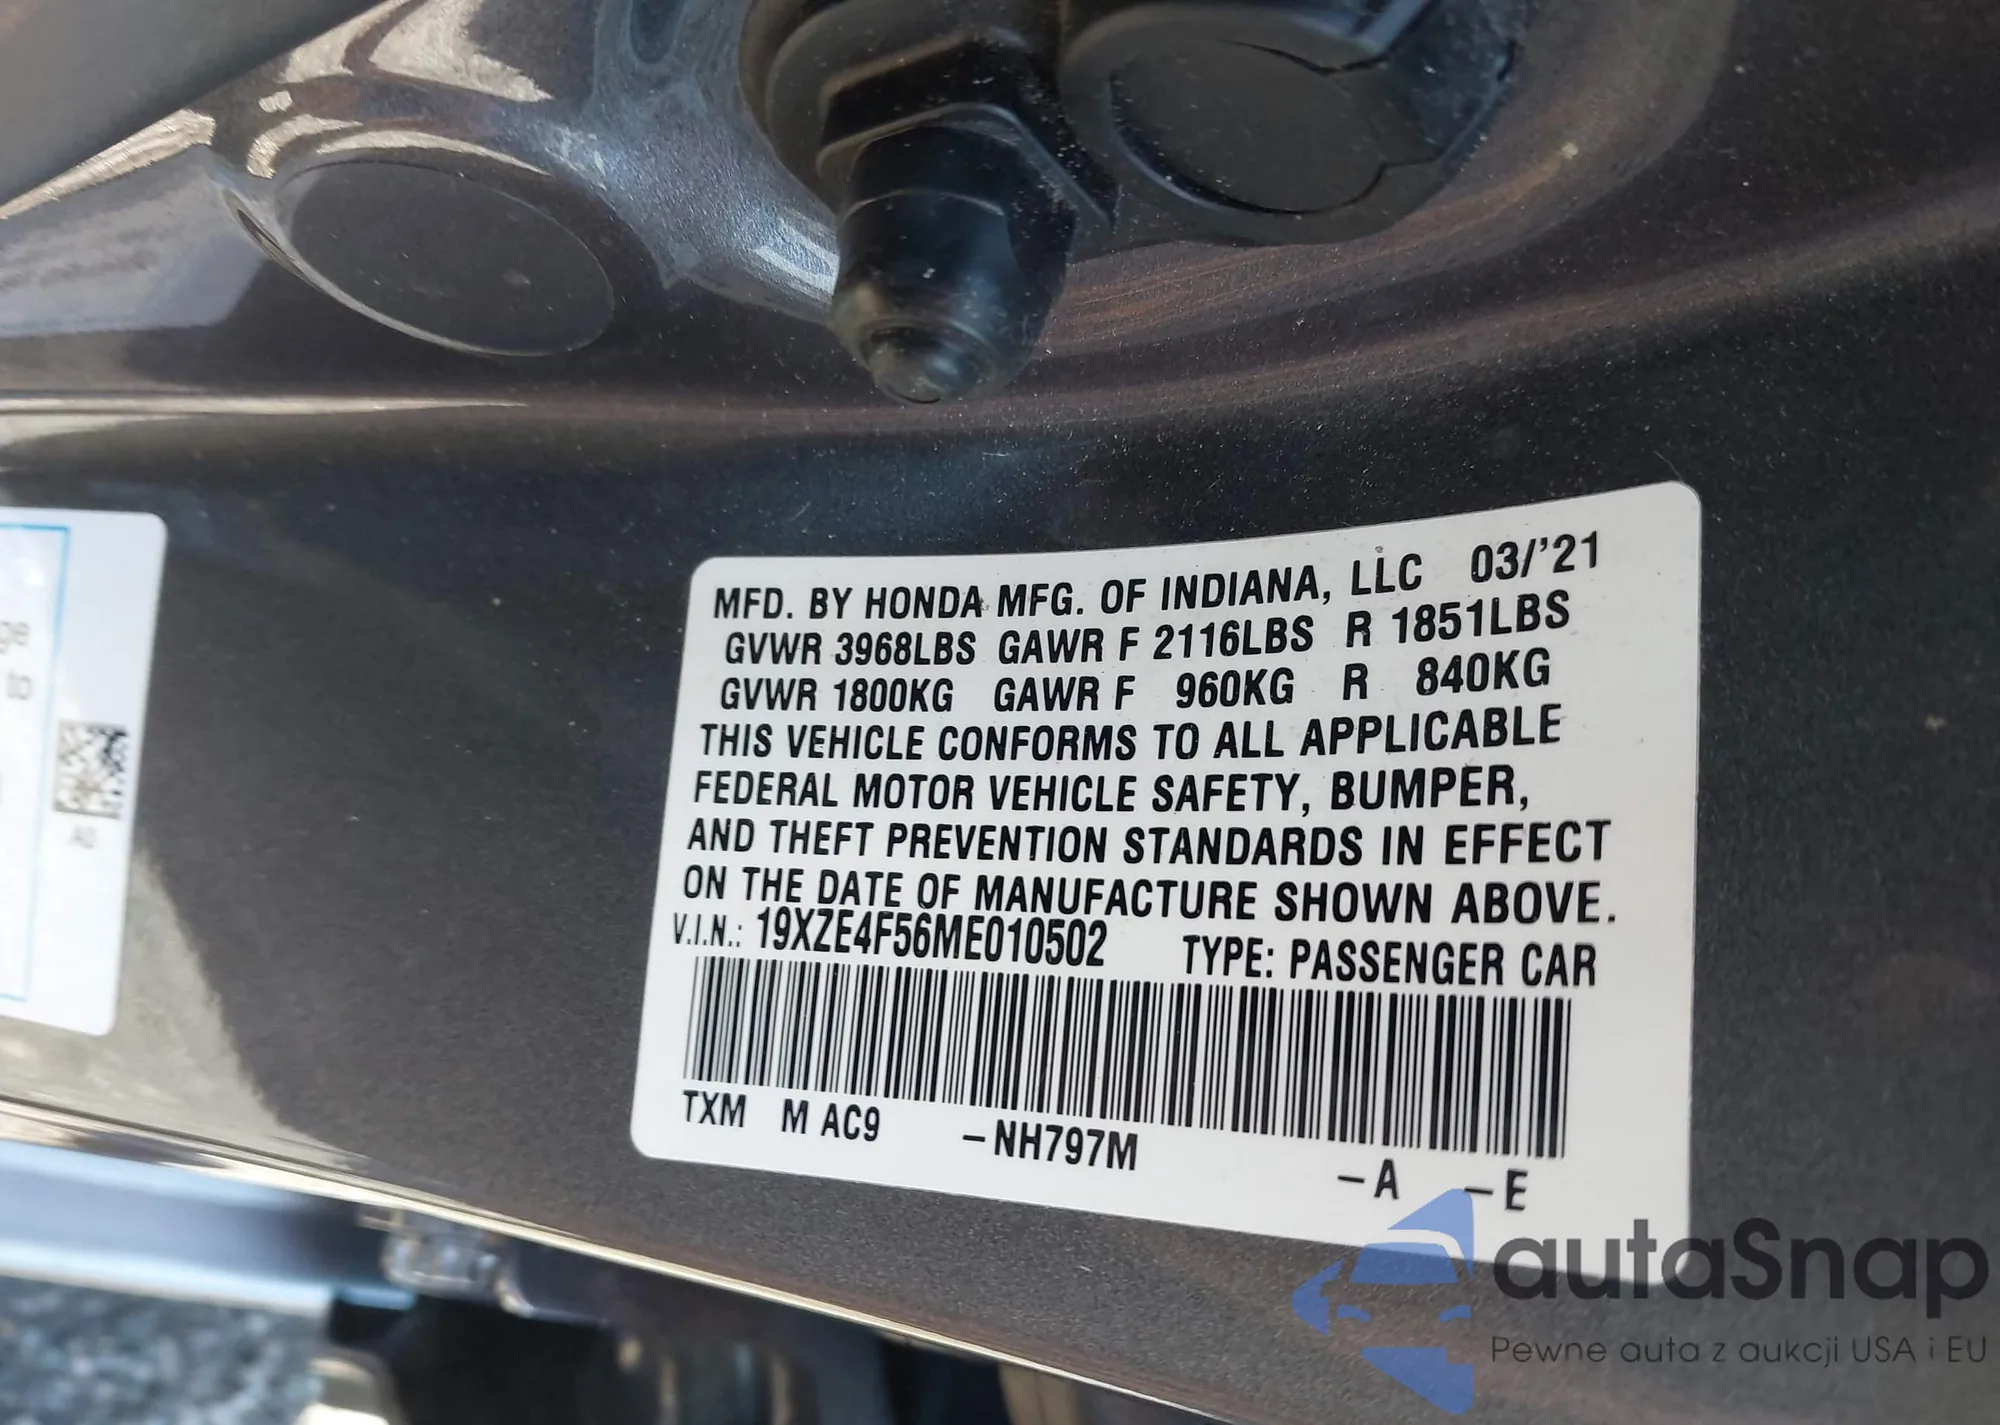 MFD. BY HONDA MFG. OF INDIANA, LLC 03/'21
GVWR 3968LBS GAWR F 2116LBS R 1851LBS
GVWR 1800KG GAWR F 960KG R 840KG
THIS VEHICLE CONFORMS TO ALL APPLICABLE
FEDERAL MOTOR VEHICLE SAFETY, BUMPER,
AND THEFT PREVENTION STANDARDS IN EFFECT
ON THE DATE OF MANUFACTURE SHOWN ABOVE.
V.I.N.: 19XZE4F56ME010502 TYPE: PASSENGER CAR
TXM M AC9 -NH797M -A -E
to
A0
autaSnap
Pewne auta z aukcji USA i EU